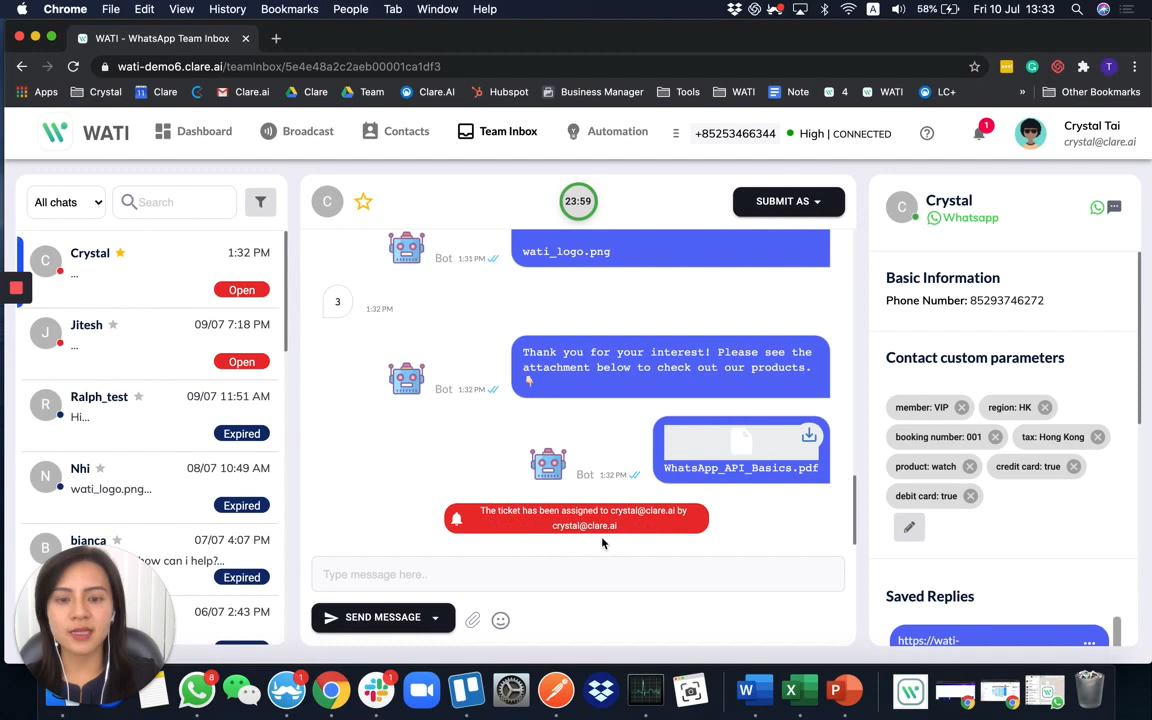 Chrome File Edit View History Bookmarks People Tab Window Help
A 58% Fri 10 Jul 13:33
WATI - WhatsApp Team Inbox
wati-demo6.clare.ai/teamInbox/5e4e48a2c2aeb00001ca1df3
T
Apps Crystal Clare Clare.ai Clare Team Clare.AI Hubspot Business Manager Tools WATI Note 4 WATI LC+ » Other Bookmarks
WATI Dashboard Broadcast Contacts Team Inbox Automation +85253466344 High | CONNECTED 1
Crystal Tai
crystal@clare.ai
All chats Search
C Crystal 1:32 PM
...
Open
J Jitesh 09/07 7:18 PM
...
Open
R Ralph_test 09/07 11:51 AM
Hi...
Expired
N Nhi 08/07 10:49 AM
wati_logo.png...
Expired
B bianca 07/07 4:07 PM
how can i help?...
Expired
06/07 2:43 PM
C 23:59 SUBMIT AS
wati_logo.png
Bot 1:31 PM
3
1:32 PM
Thank you for your interest! Please see the
attachment below to check out our products.
👇🏻
Bot 1:32 PM
WhatsApp_API_Basics.pdf
Bot 1:32 PM
The ticket has been assigned to crystal@clare.ai by
crystal@clare.ai
Type message here..
SEND MESSAGE
C Crystal
Whatsapp
Basic Information
Phone Number: 85293746272
Contact custom parameters
member: VIP region: HK
booking number: 001 tax: Hong Kong
product: watch credit card: true
debit card: true
Saved Replies
https://wati-
...
8 1 1